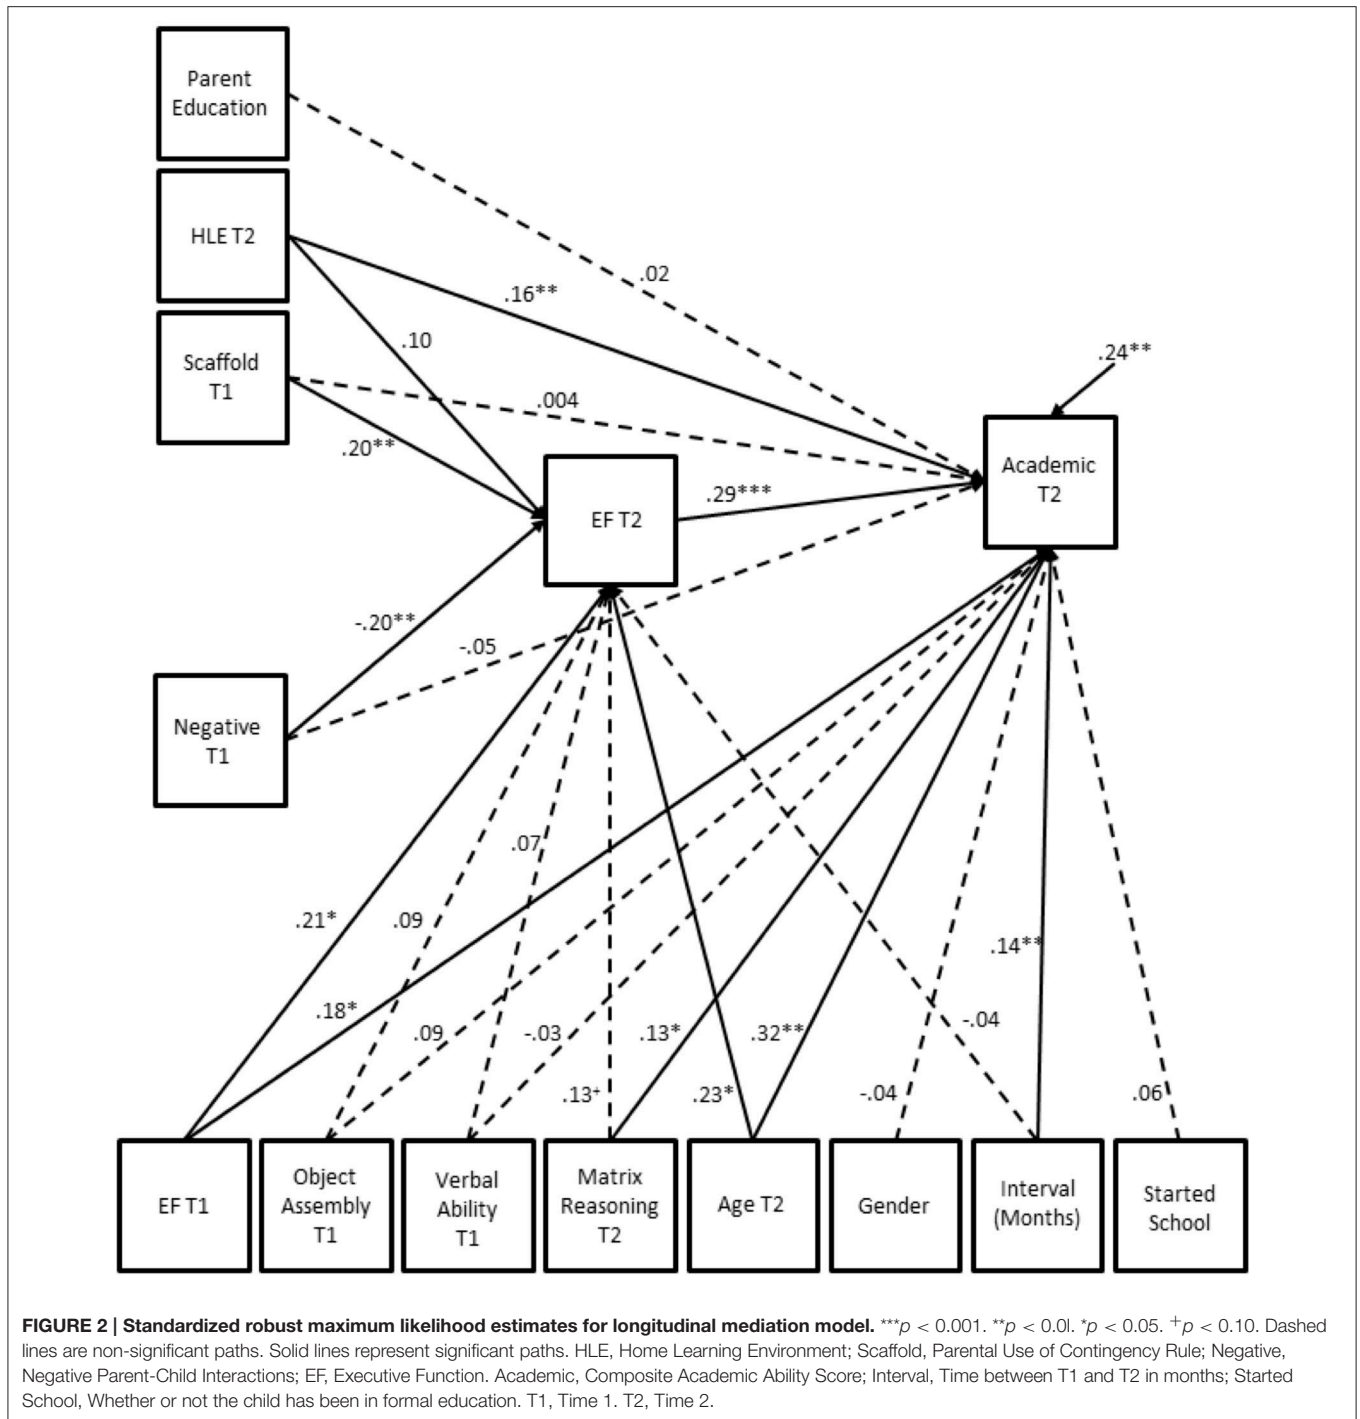 Parent
Education
HLE T2
.02
.16**
.10
Scaffold
T1
.24**
.004
.20**
Academic
T2
.29***
EF T2
-.20**
-.05
Negative
T1
.07
.21*
.09
.14**
.18*
.09
-.03
.13*
.32**
-.04
.13+
.23*
-.04
.06
EF T1
Object
Assembly
T1
Verbal
Ability
T1
Matrix
Reasoning
T2
Age T2
Gender
Interval
(Months)
Started
School
FIGURE 2 | Standardized robust maximum likelihood estimates for longitudinal mediation model. ***p < 0.001. **p < 0.0l. *p < 0.05. +p < 0.10. Dashed
lines are non-significant paths. Solid lines represent significant paths. HLE, Home Learning Environment; Scaffold, Parental Use of Contingency Rule; Negative,
Negative Parent-Child Interactions; EF, Executive Function. Academic, Composite Academic Ability Score; Interval, Time between T1 and T2 in months; Started
School, Whether or not the child has been in formal education. T1, Time 1. T2, Time 2.